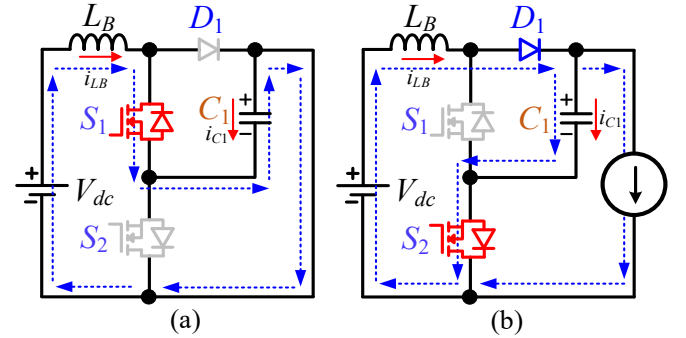 L_B D_1
i_LB
+
S_1 C_1
i_C1
−
+
V_dc
−
S_2
(a)
L_B D_1
i_LB
+
S_1 C_1
i_C1
−
+
V_dc
−
S_2
(b)